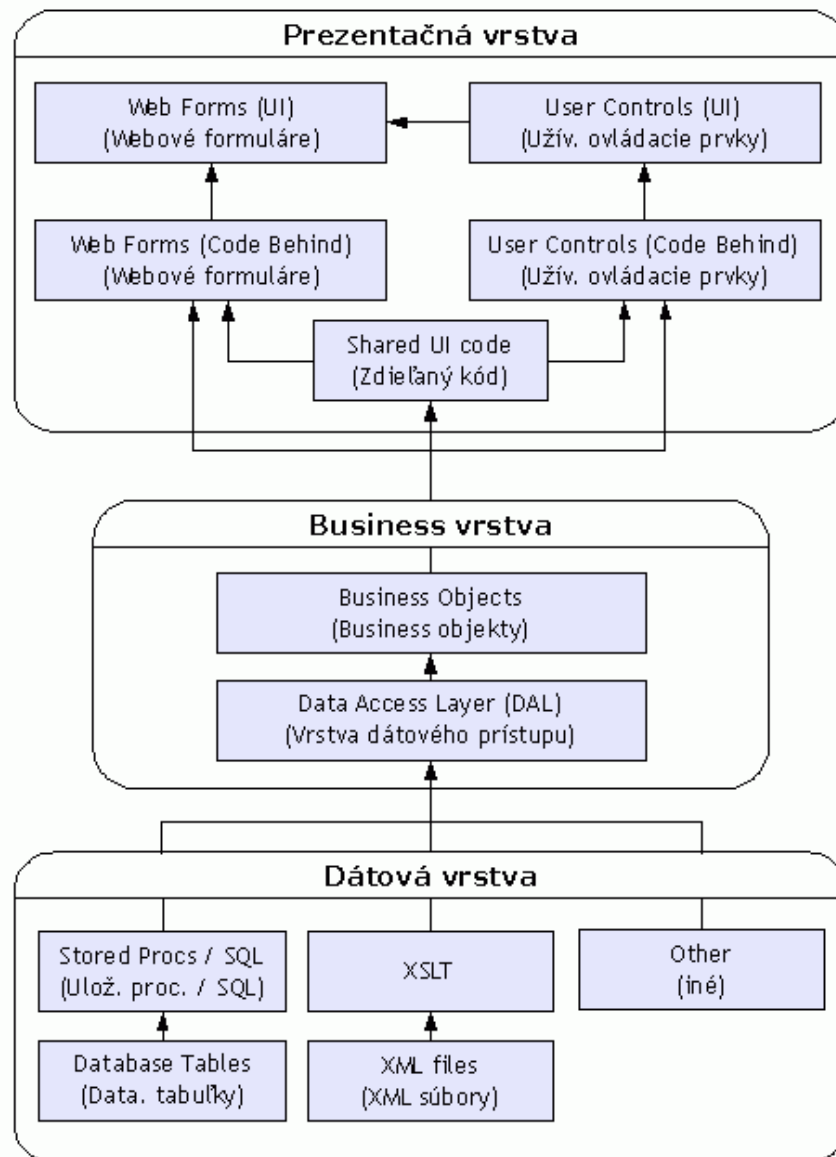 Prezentačná vrstva
Web Forms (UI)
(Webové formuláre)
User Controls (UI)
(Užív. ovládacie prvky)
Web Forms (Code Behind)
(Webové formuláre)
User Controls (Code Behind)
(Užív. ovládacie prvky)
Shared UI code
(Zdieľaný kód)
Business vrstva
Business Objects
(Business objekty)
Data Access Layer (DAL)
(Vrstva dátového prístupu)
Dátová vrstva
Stored Procs / SQL
(Ulož. proc. / SQL)
XSLT
Other
(iné)
Database Tables
(Data. tabuľky)
XML files
(XML súbory)